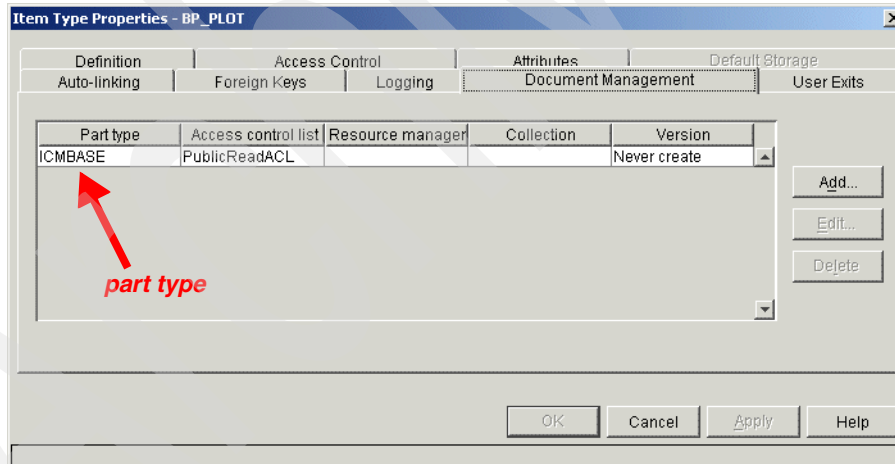 Item Type Properties - BP_PLOT
Definition Access Control Attributes Default Storage
Auto-linking Foreign Keys Logging Document Management User Exits
Part type Access control list Resource manager Collection Version
ICMBASE PublicReadACL Never create
Add...
Edit...
Delete
part type
OK Cancel Apply Help